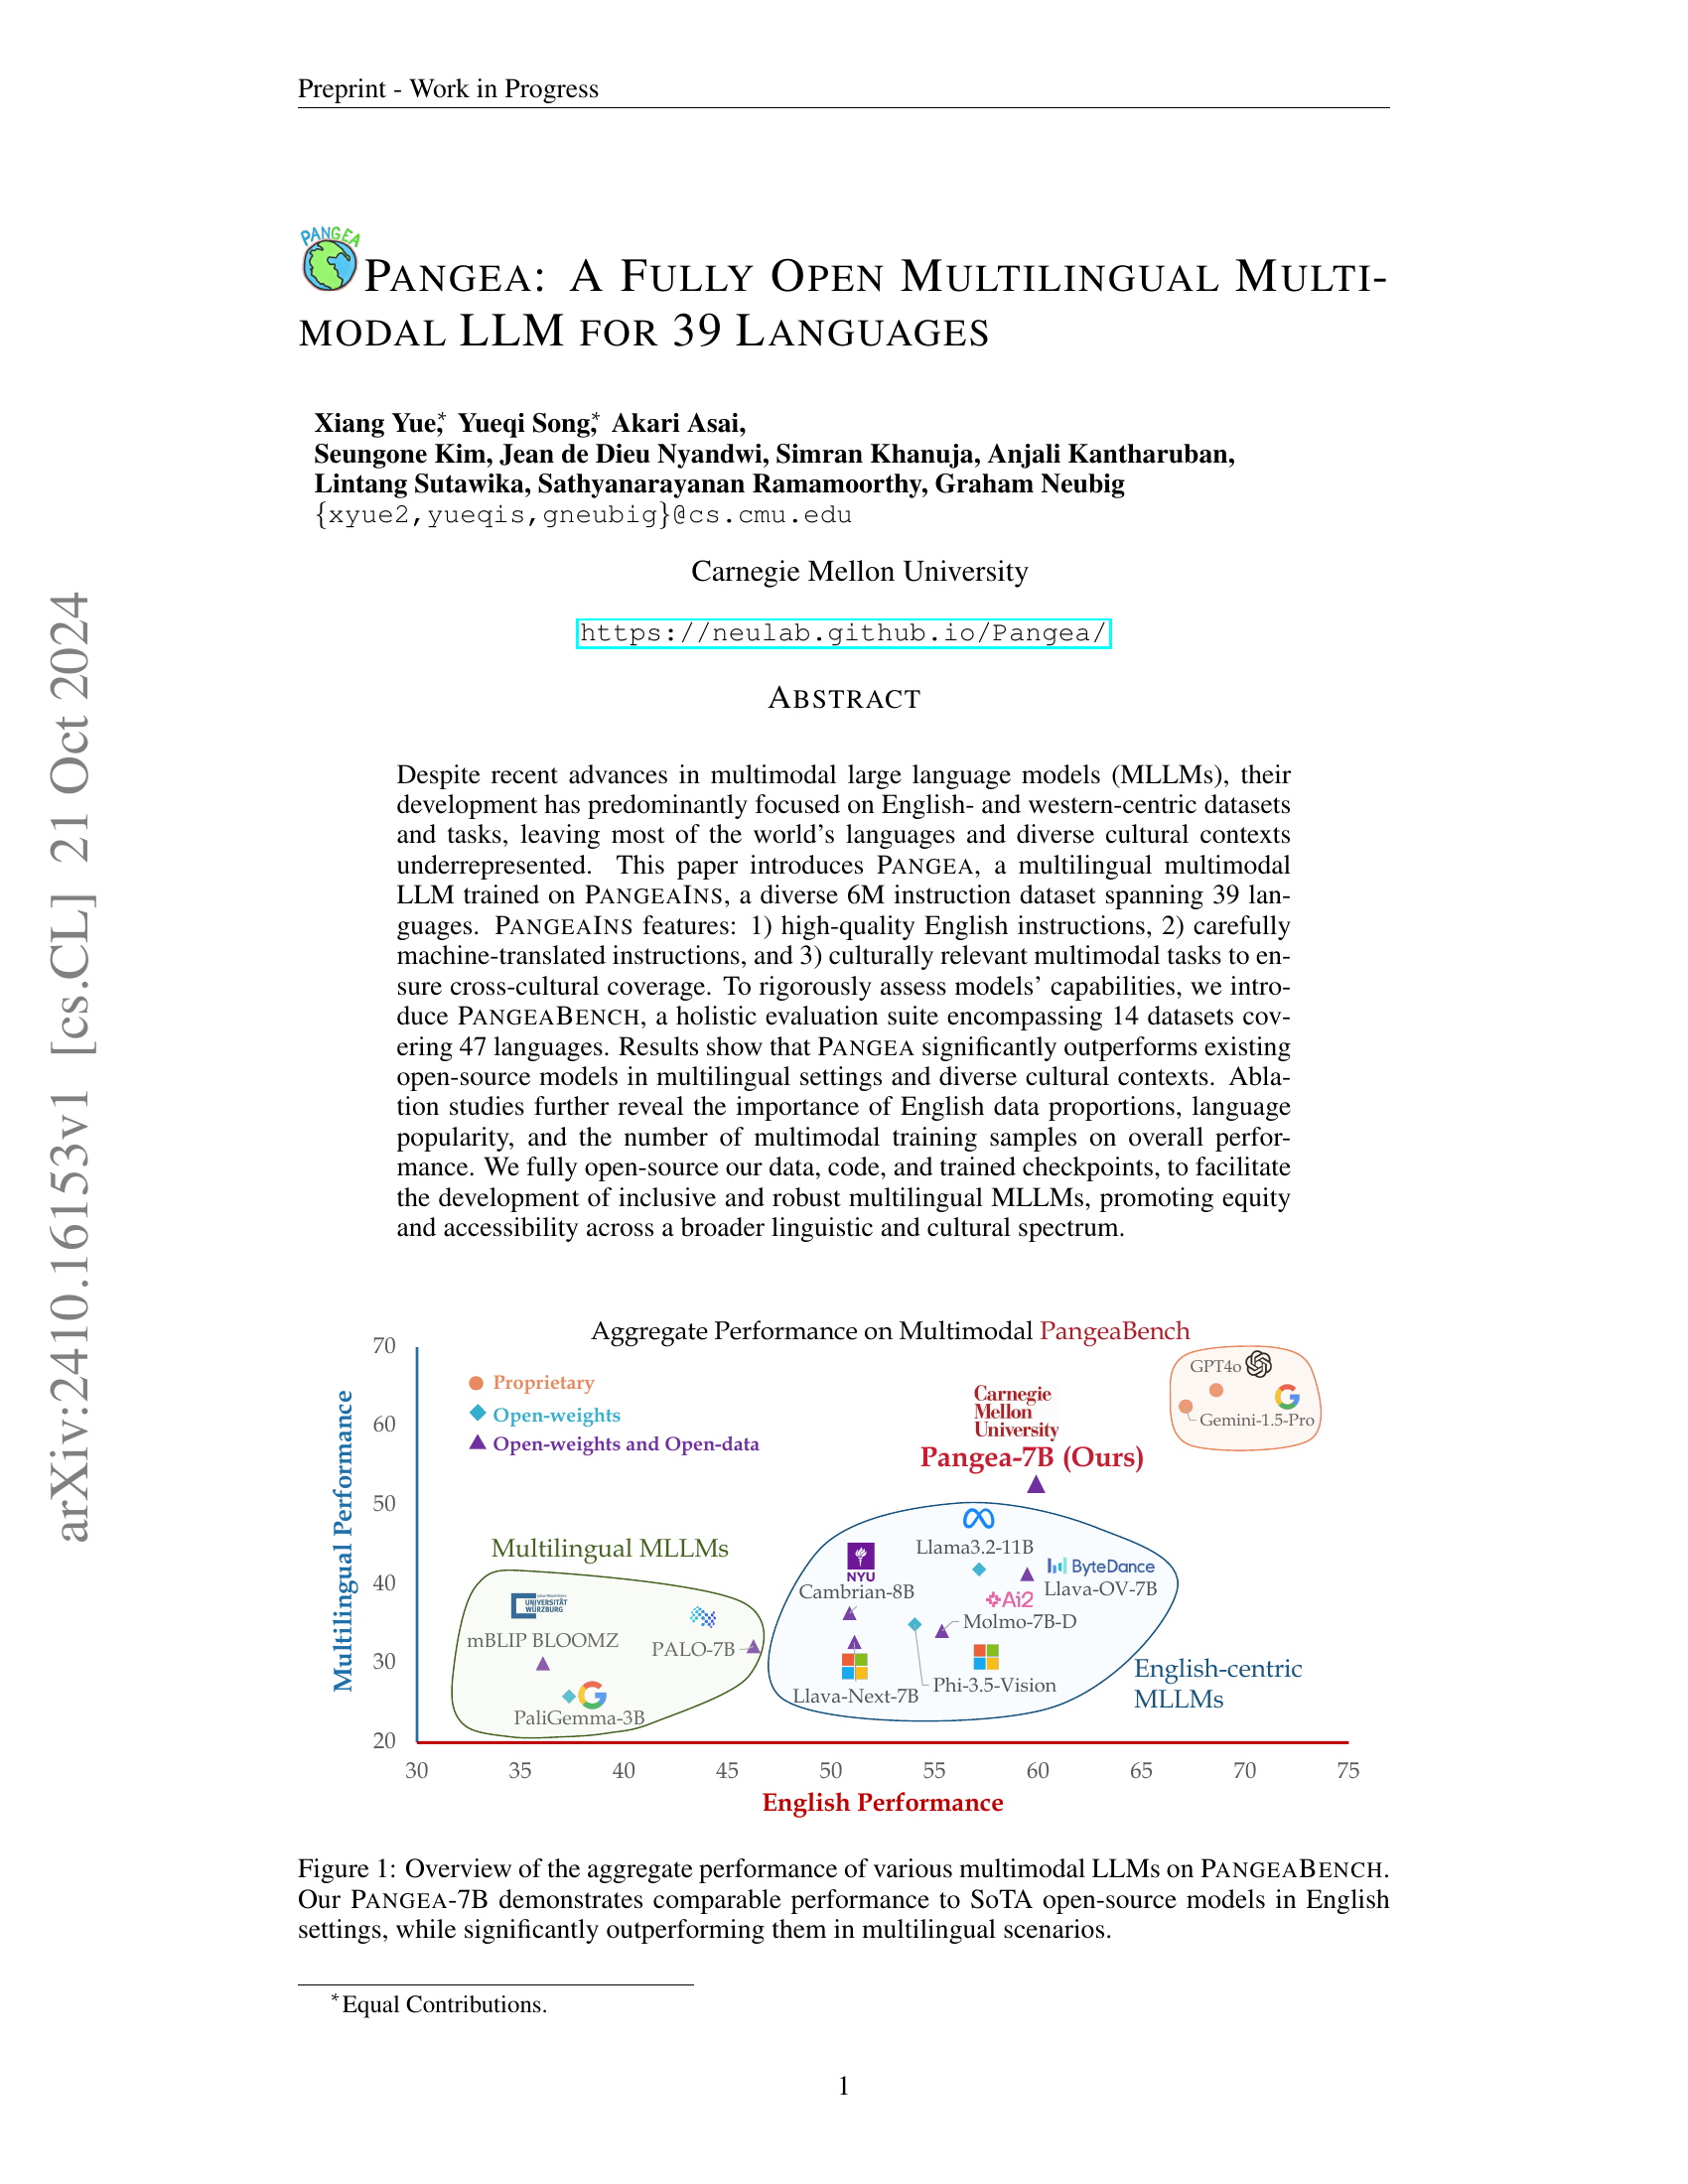 Preprint - Work in Progress
PANGEA
PANGEA: A FULLY OPEN MULTILINGUAL MULTI-
MODAL LLM FOR 39 LANGUAGES
Xiang Yue,* Yueqi Song,* Akari Asai,
Seungone Kim, Jean de Dieu Nyandwi, Simran Khanuja, Anjali Kantharuban,
Lintang Sutawika, Sathyanarayanan Ramamoorthy, Graham Neubig
{xyue2,yueqis,gneubig}@cs.cmu.edu
Carnegie Mellon University
https://neulab.github.io/Pangea/
ABSTRACT
Despite recent advances in multimodal large language models (MLLMs), their
development has predominantly focused on English- and western-centric datasets
and tasks, leaving most of the world's languages and diverse cultural contexts
underrepresented. This paper introduces PANGEA, a multilingual multimodal
LLM trained on PANGEAINS, a diverse 6M instruction dataset spanning 39 lan-
guages. PANGEAINS features: 1) high-quality English instructions, 2) carefully
machine-translated instructions, and 3) culturally relevant multimodal tasks to en-
sure cross-cultural coverage. To rigorously assess models' capabilities, we intro-
duce PANGEABENCH, a holistic evaluation suite encompassing 14 datasets cov-
ering 47 languages. Results show that PANGEA significantly outperforms existing
open-source models in multilingual settings and diverse cultural contexts. Abla-
tion studies further reveal the importance of English data proportions, language
popularity, and the number of multimodal training samples on overall perfor-
mance. We fully open-source our data, code, and trained checkpoints, to facilitate
the development of inclusive and robust multilingual MLLMs, promoting equity
and accessibility across a broader linguistic and cultural spectrum.
Aggregate Performance on Multimodal PangeaBench
70
60
50
40
30
20
Multilingual Performance
Proprietary
Open-weights
Open-weights and Open-data
GPT4o
Gemini-1.5-Pro
Carnegie
Mellon
University
Pangea-7B (Ours)
Multilingual MLLMs
UNIVERSITÄT
WÜRZBURG
mBLIP BLOOMZ
PALO-7B
PaliGemma-3B
Llama3.2-11B
NYU
Cambrian-8B
ByteDance
Llava-OV-7B
Ai2
Molmo-7B-D
Phi-3.5-Vision
Llava-Next-7B
English-centric
MLLMs
30 35 40 45 50 55 60 65 70 75
English Performance
Figure 1: Overview of the aggregate performance of various multimodal LLMs on PANGEABENCH.
Our PANGEA-7B demonstrates comparable performance to SoTA open-source models in English
settings, while significantly outperforming them in multilingual scenarios.
*Equal Contributions.
1
arXiv:2410.16153v1 [cs.CL] 21 Oct 2024